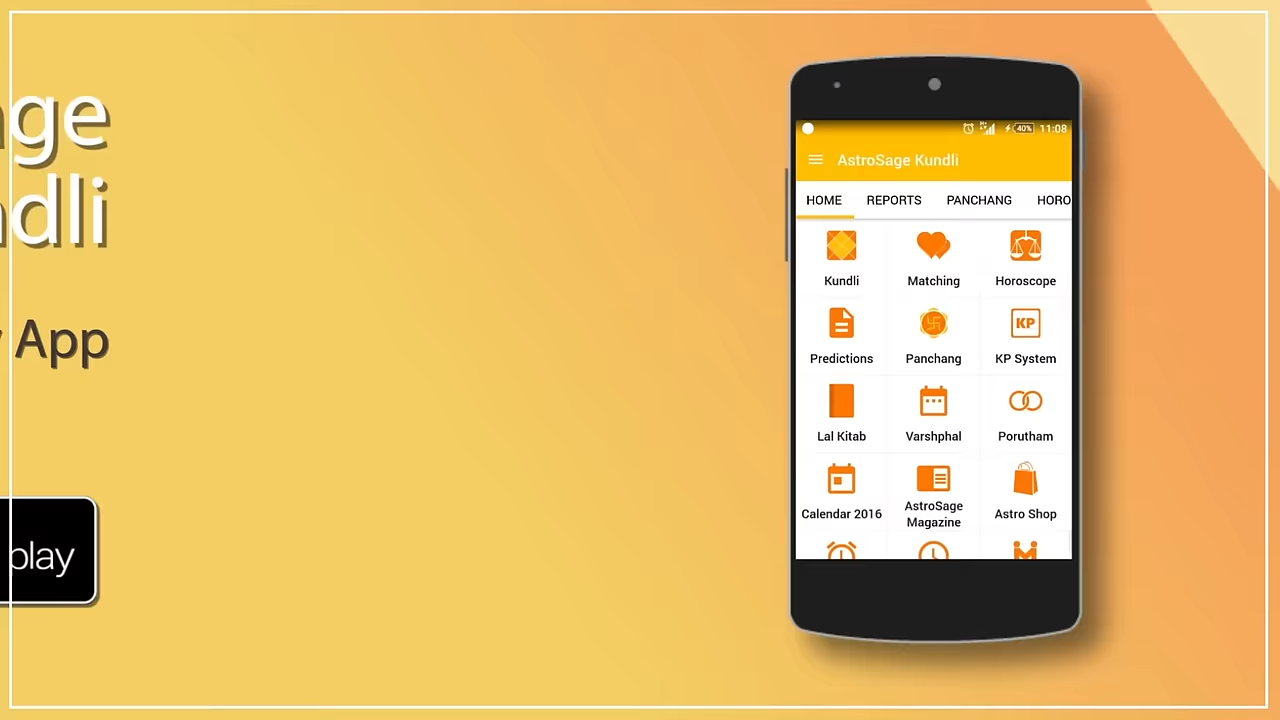 ge
dli
App
play
40% 11:08
AstroSage Kundli
HOME REPORTS PANCHANG HORO
Kundli Matching Horoscope
KP
Predictions Panchang KP System
Lal Kitab Varshphal Porutham
Calendar 2016 AstroSage Magazine Astro Shop